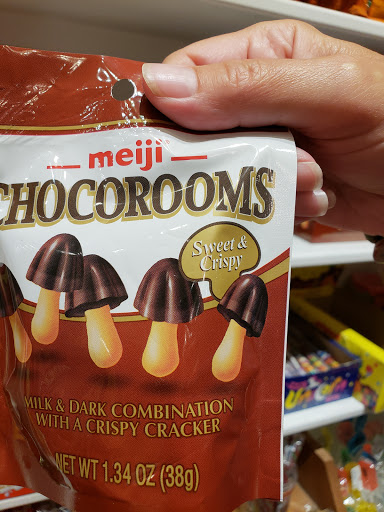 meiji
CHOCOROOMS
Sweet &
Crispy
MILK & DARK COMBINATION
WITH A CRISPY CRACKER
NET WT 1.34 OZ (38g)